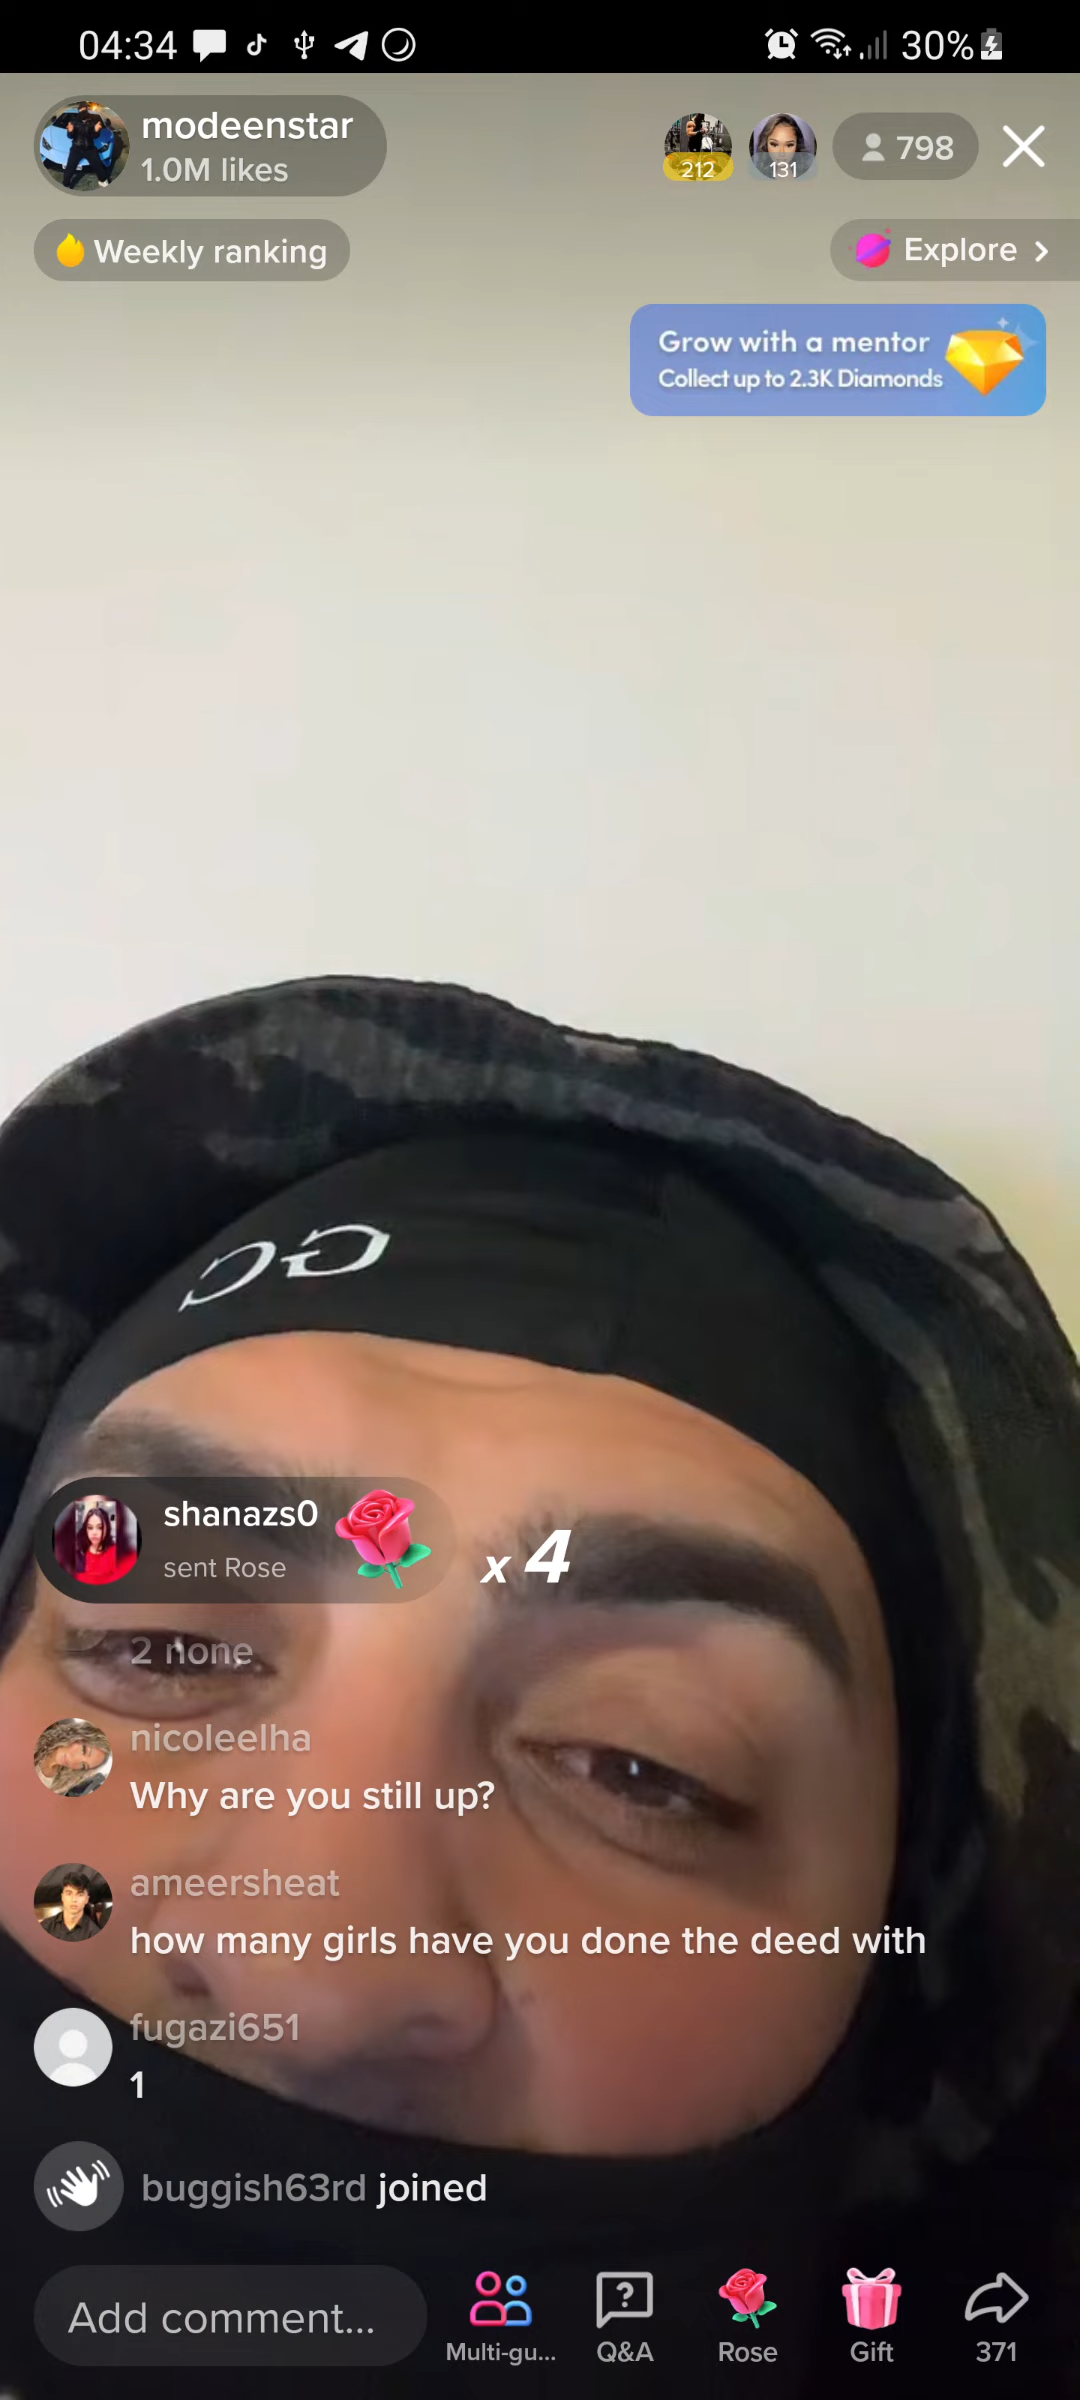 04:34 30%
modeenstar
1.0M likes
212 131 798
Weekly ranking
Explore
Grow with a mentor
Collect up to 2.3K Diamonds
shanazs0
sent Rose
x 4
2 none
nicoleelha
Why are you still up?
ameersheat
how many girls have you done the deed with
fugazi651
1
buggish63rd joined
Add comment...
Multi-gu... Q&A Rose Gift 371